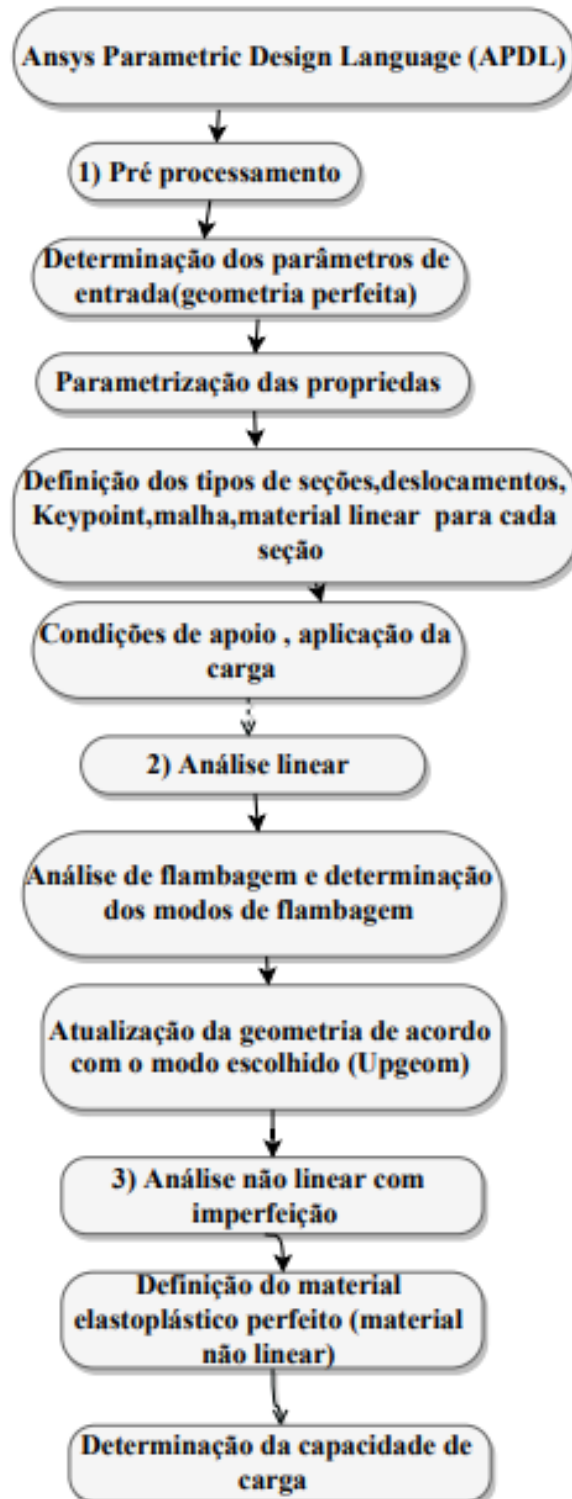 Ansys Parametric Design Language (APDL)
1) Pré processamento
Determinação dos parâmetros de
entrada(geometria perfeita)
Parametrização das propriedas
Definição dos tipos de seções,deslocamentos,
Keypoint,malha,material linear para cada
seção
Condições de apoio , aplicação da
carga
2) Análise linear
Análise de flambagem e determinação
dos modos de flambagem
Atualização da geometria de acordo
com o modo escolhido (Upgeom)
3) Análise não linear com
imperfeição
Definição do material
elastoplástico perfeito (material
não linear)
Determinação da capacidade de
carga